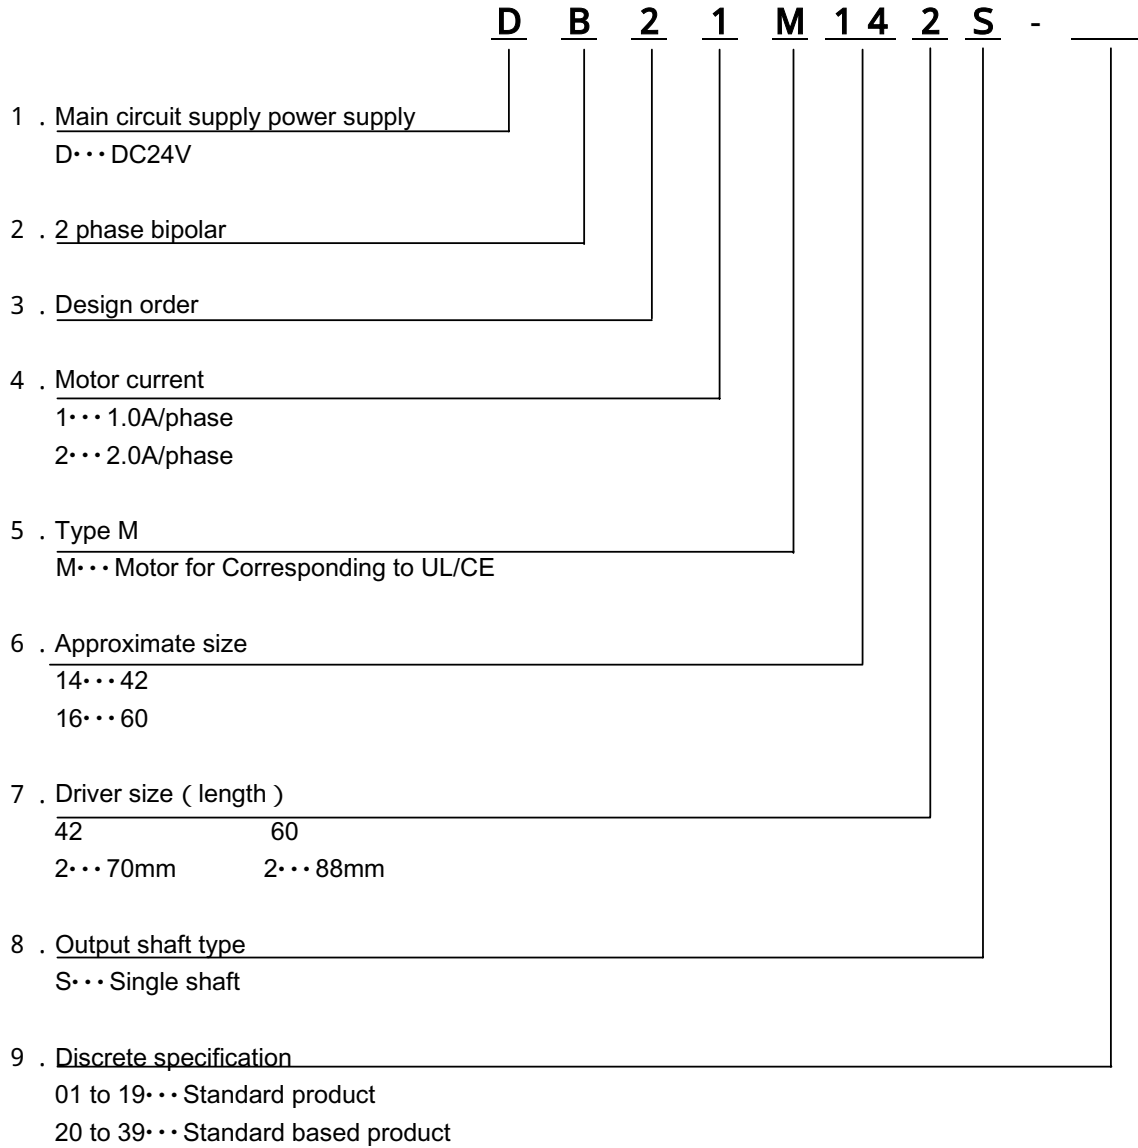 D B 2 1 M 1 4 2 S -
1 . Main circuit supply power supply
D･･･DC24V
2 . 2 phase bipolar
3 . Design order
4 . Motor current
1･･･1.0A/phase
2･･･2.0A/phase
5 . Type M
M･･･Motor for Corresponding to UL/CE
6 . Approximate size
14･･･42
16･･･60
7 . Driver size ( length )
42 60
2･･･70mm 2･･･88mm
8 . Output shaft type
S･･･Single shaft
9 . Discrete specification
01 to 19･･･Standard product
20 to 39･･･Standard based product